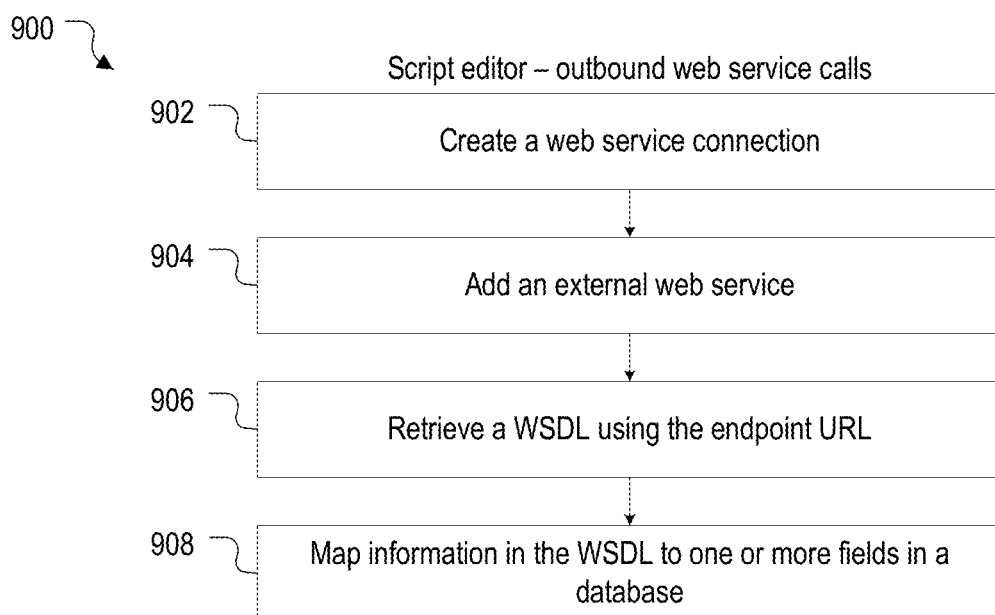 900
Script editor – outbound web service calls
902
Create a web service connection
904
Add an external web service
906
Retrieve a WSDL using the endpoint URL
908
Map information in the WSDL to one or more fields in a
database